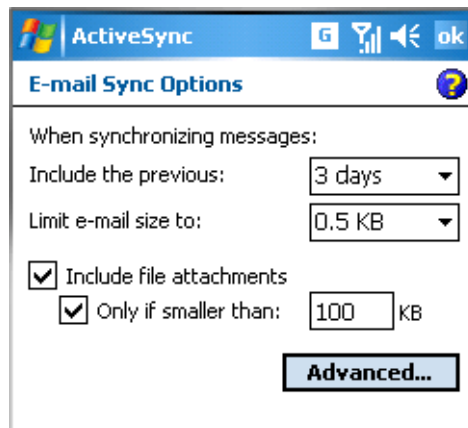 ActiveSync G ok
E-mail Sync Options ?
When synchronizing messages:
Include the previous: 3 days
Limit e-mail size to: 0.5 KB
Include file attachments
Only if smaller than: 100 KB
Advanced...